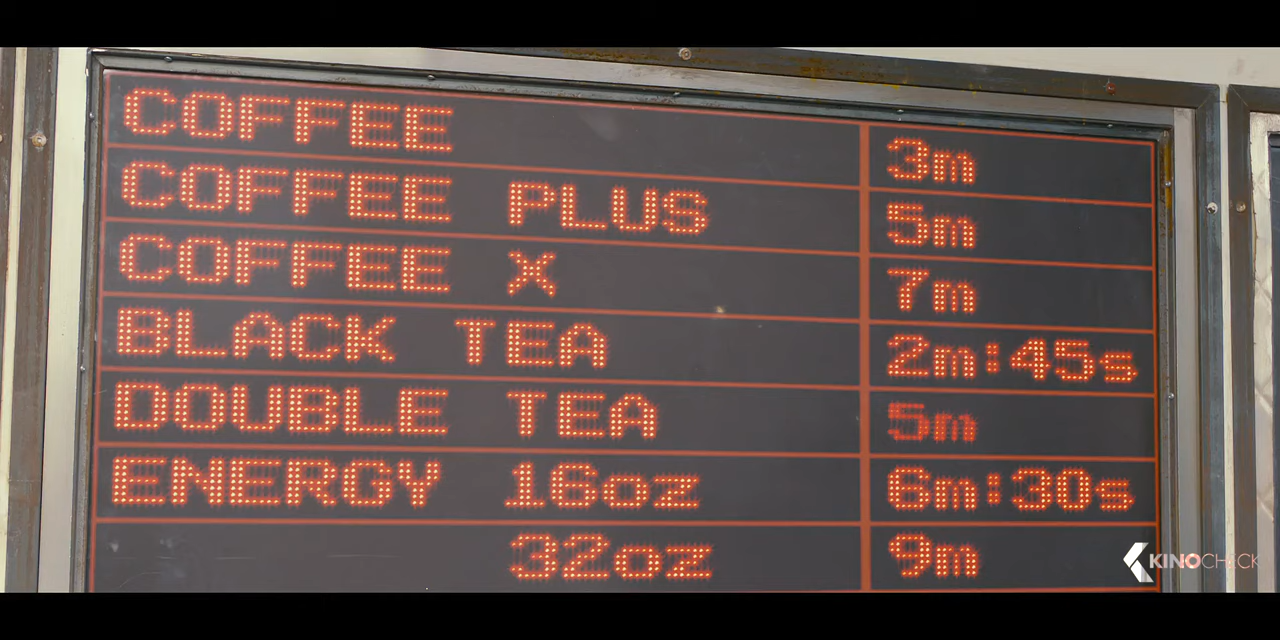 COFFEE 3m
COFFEE PLUS 5m
COFFEE X 7m
BLACK TEA 2m:45s
DOUBLE TEA 5m
ENERGY 16oz 6m:30s
32oz 9m
KINOCHECK